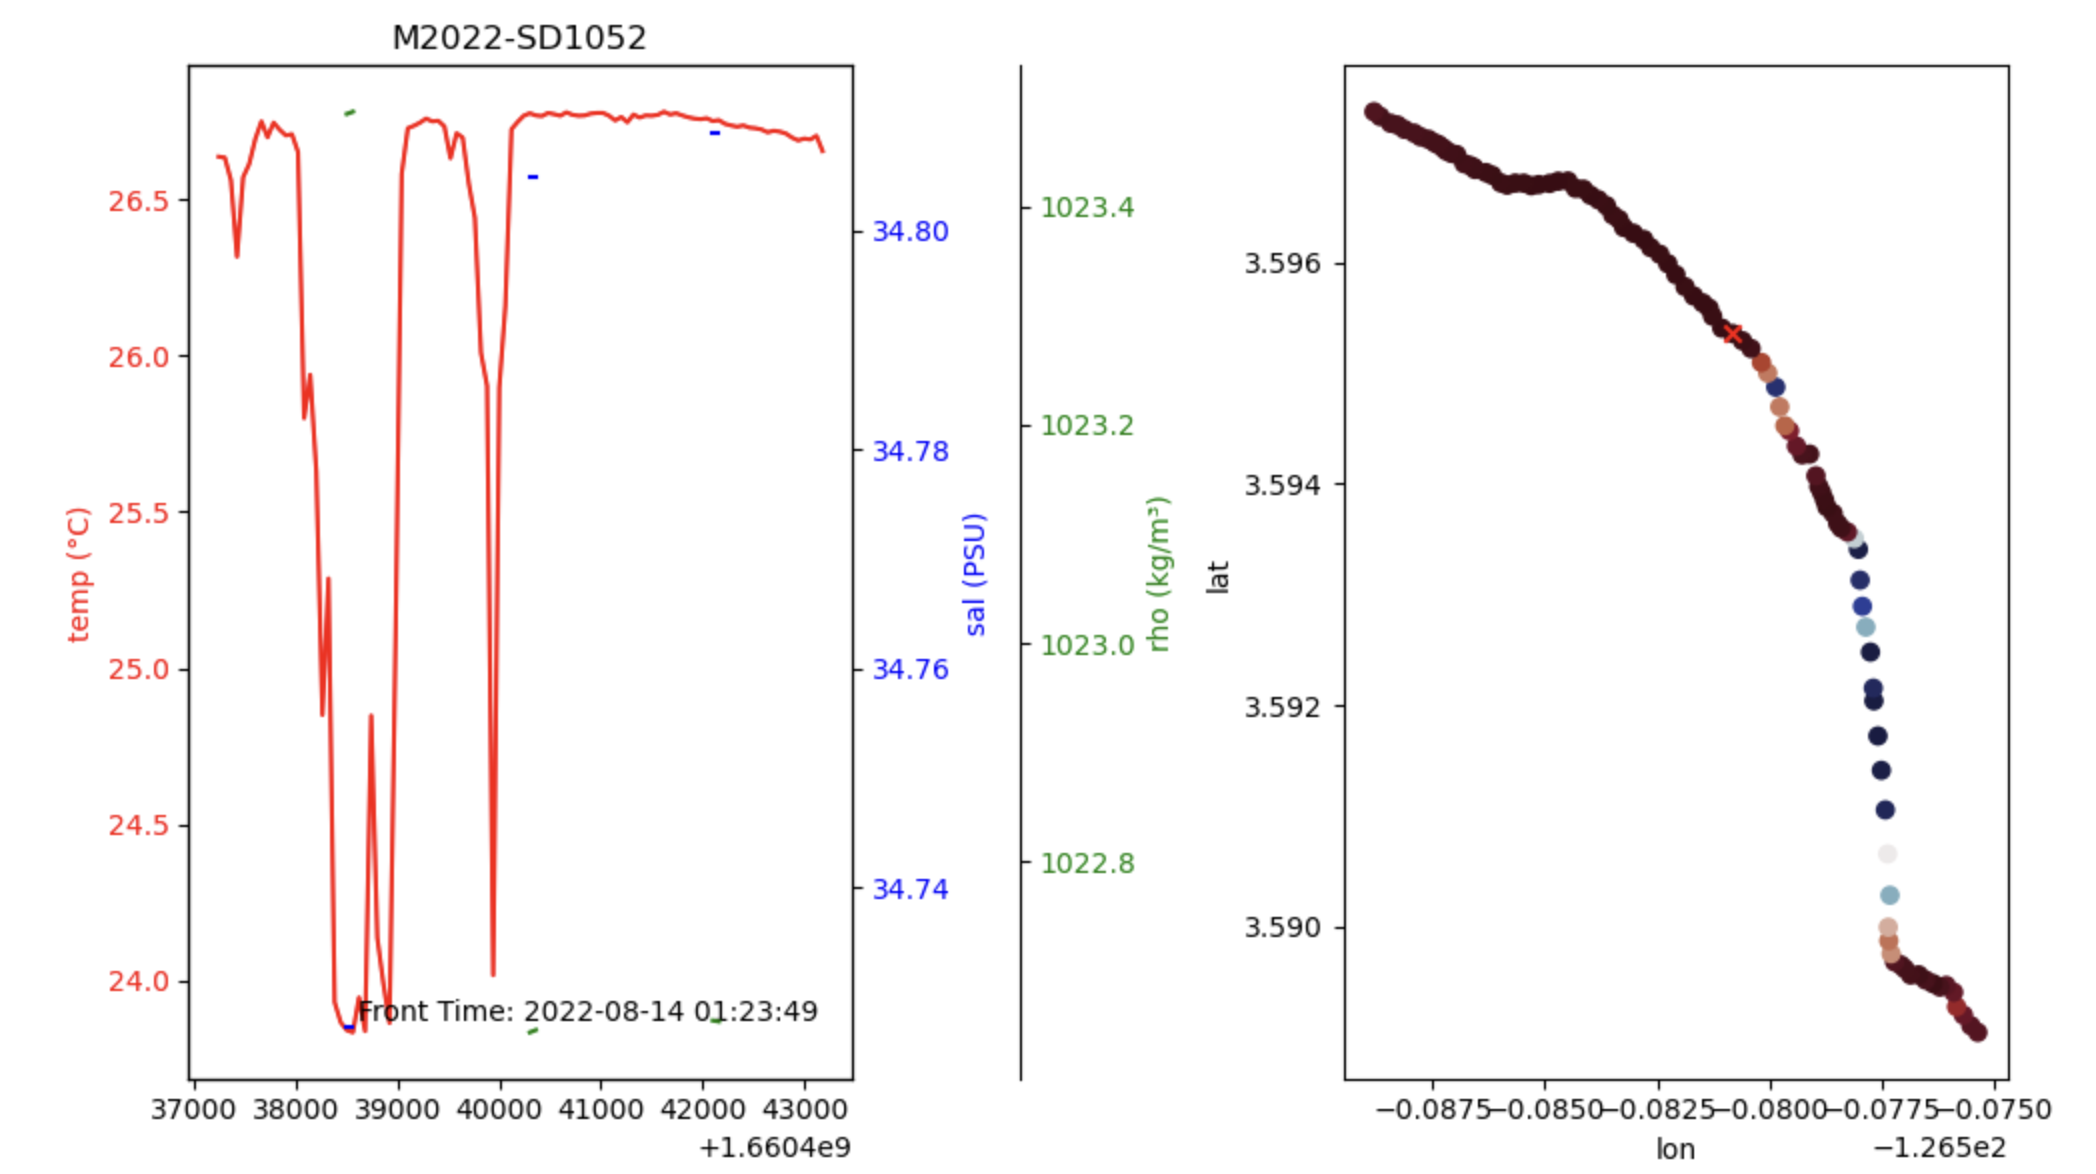 M2022-SD1052
temp (°C)
26.5
26.0
25.5
25.0
24.5
24.0
Front Time: 2022-08-14 01:23:49
37000 38000 39000 40000 41000 42000 43000
+1.6604e9
34.80
34.78
34.76
34.74
sal (PSU)
1023.4
1023.2
1023.0
1022.8
rho (kg/m³)
lat
3.596
3.594
3.592
3.590
−0.0875 −0.0850 −0.0825 −0.0800 −0.0775 −0.0750
lon
−1.265e2